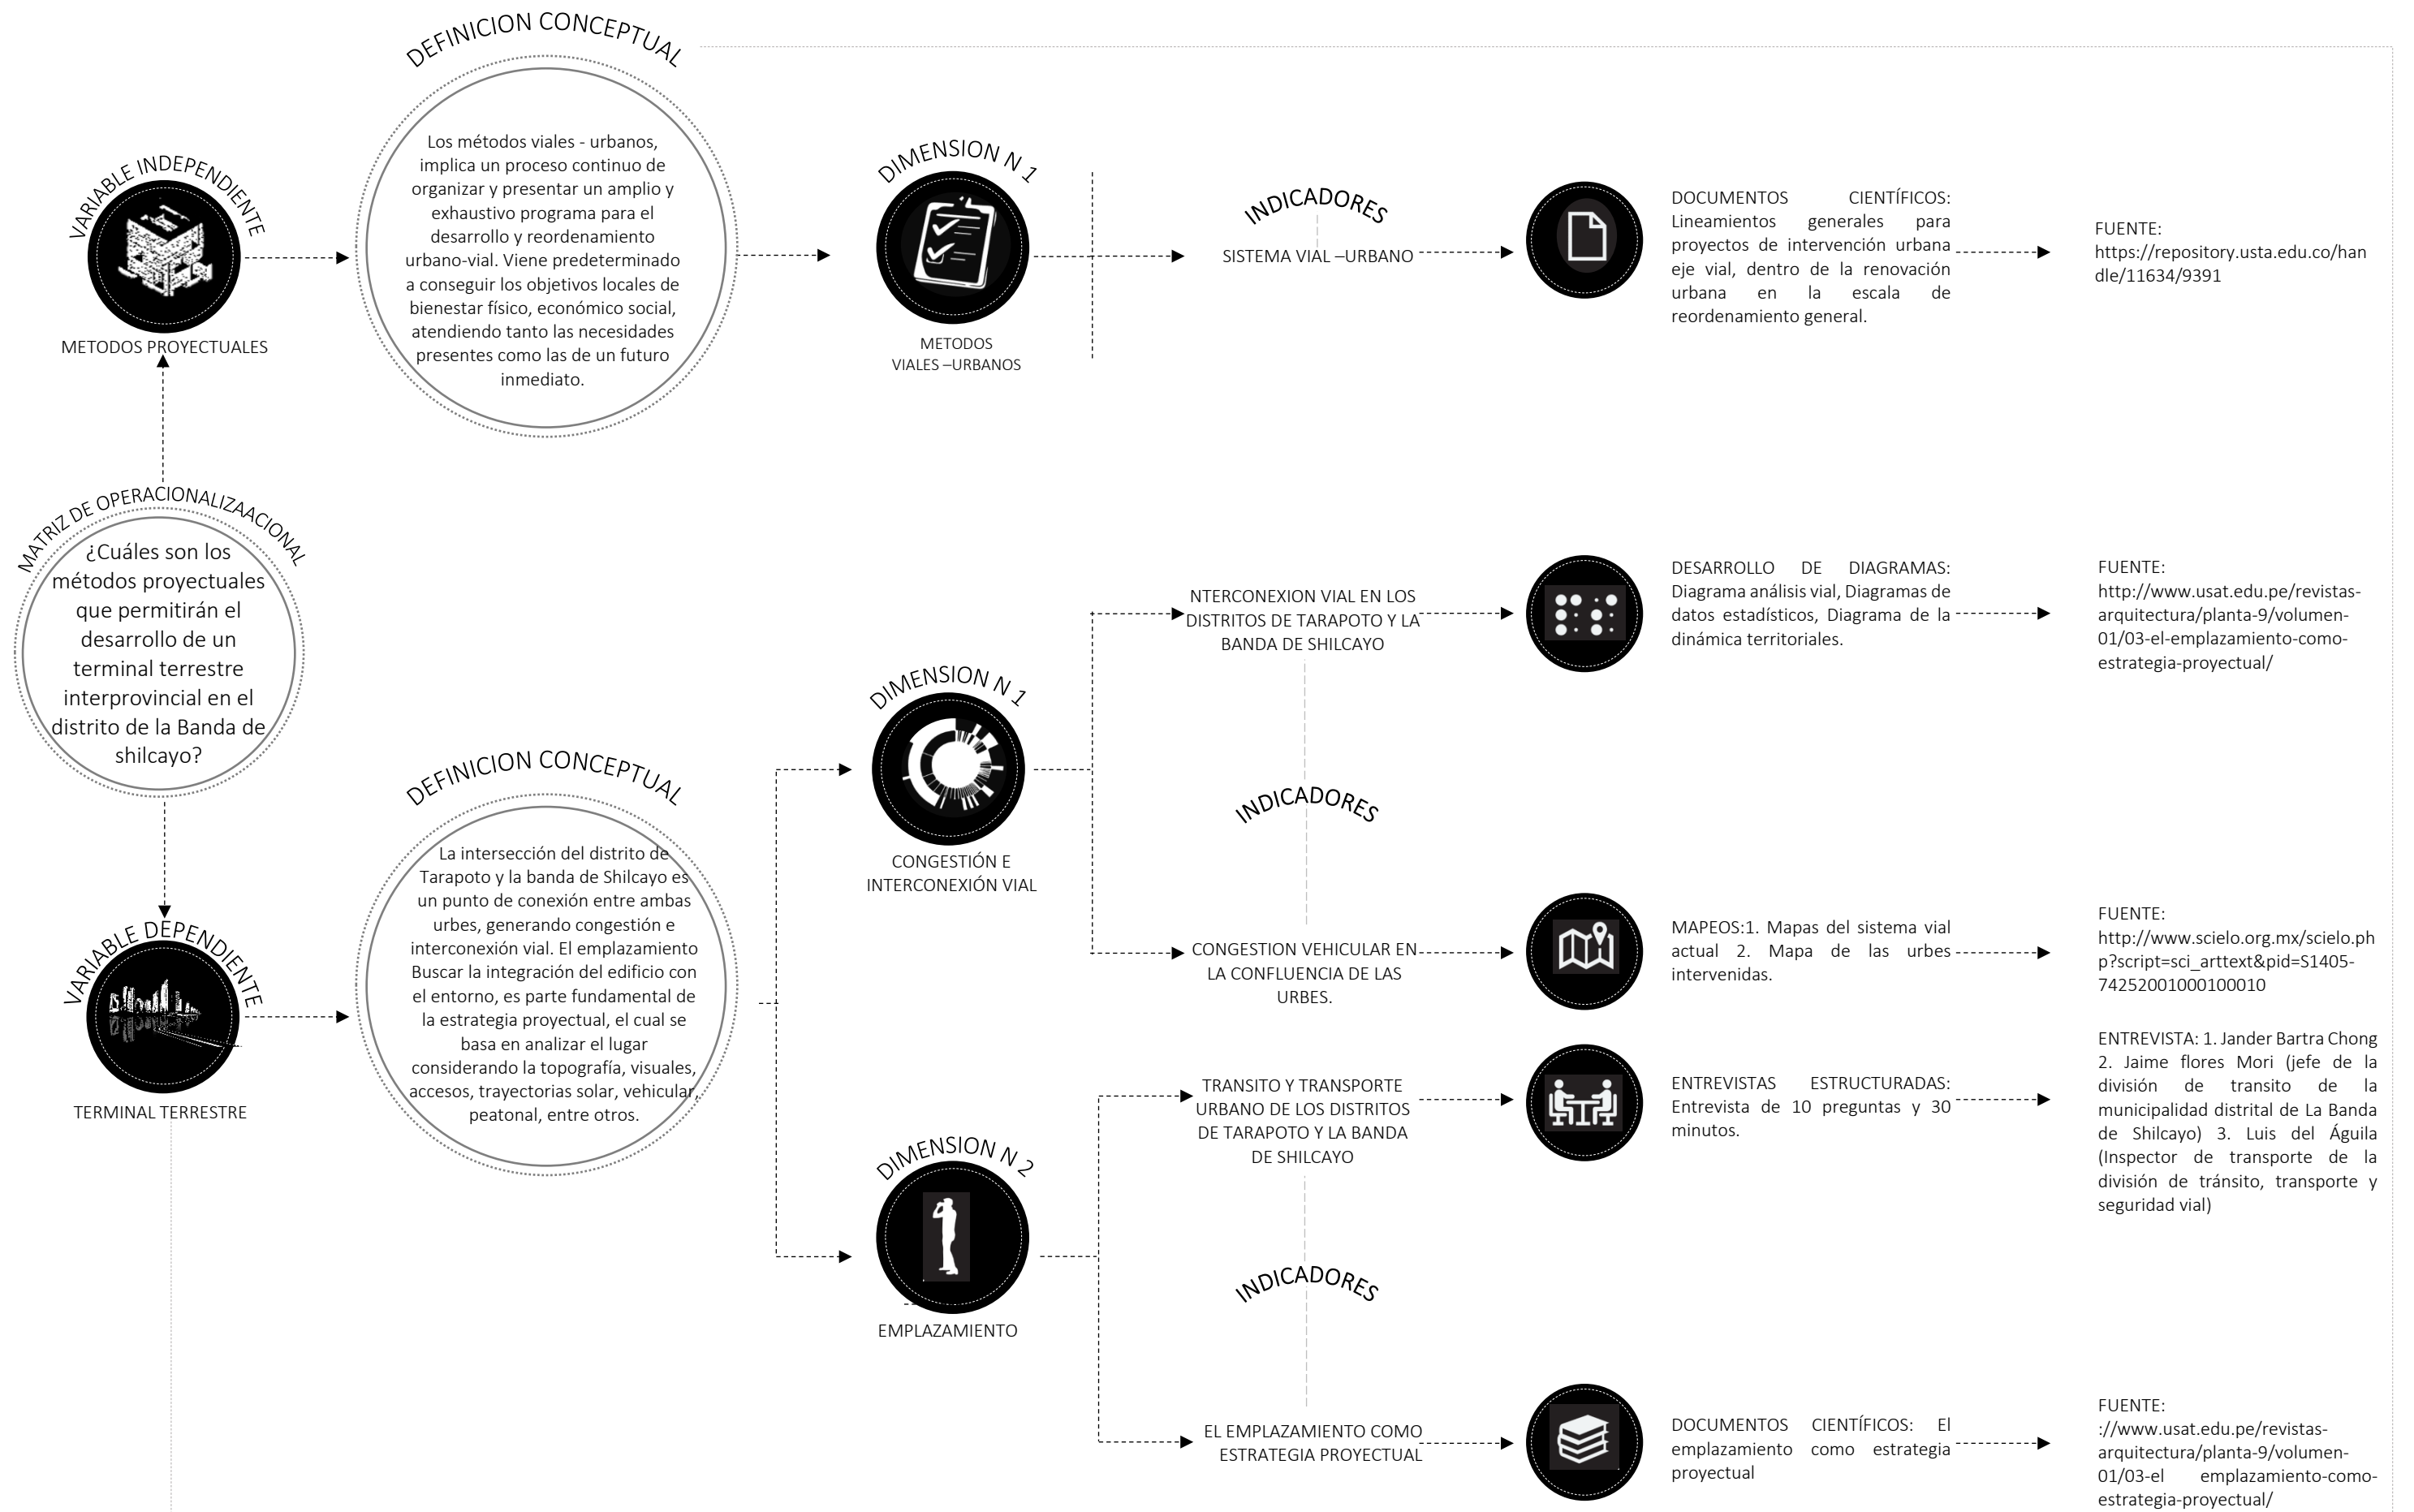 DEFINICION CONCEPTUAL
VARIABLE INDEPENDIENTE
METODOS PROYECTUALES
Los métodos viales - urbanos,
implica un proceso continuo de
organizar y presentar un amplio y
exhaustivo programa para el
desarrollo y reordenamiento
urbano-vial. Viene predeterminado
a conseguir los objetivos locales de
bienestar físico, económico social,
atendiendo tanto las necesidades
presentes como las de un futuro
inmediato.
DIMENSION N 1
METODOS
VIALES –URBANOS
INDICADORES
SISTEMA VIAL –URBANO
DOCUMENTOS CIENTÍFICOS:
Lineamientos generales para
proyectos de intervención urbana
eje vial, dentro de la renovación
urbana en la escala de
reordenamiento general.
FUENTE:
https://repository.usta.edu.co/han
dle/11634/9391
MATRIZ DE OPERACIONALIZAACIONAL
¿Cuáles son los
métodos proyectuales
que permitirán el
desarrollo de un
terminal terrestre
interprovincial en el
distrito de la Banda de
shilcayo?
VARIABLE DEPENDIENTE
TERMINAL TERRESTRE
DEFINICION CONCEPTUAL
La intersección del distrito de
Tarapoto y la banda de Shilcayo es
un punto de conexión entre ambas
urbes, generando congestión e
interconexión vial. El emplazamiento
Buscar la integración del edificio con
el entorno, es parte fundamental de
la estrategia proyectual, el cual se
basa en analizar el lugar
considerando la topografía, visuales,
accesos, trayectorias solar, vehicular,
peatonal, entre otros.
DIMENSION N 1
CONGESTIÓN E
INTERCONEXIÓN VIAL
NTERCONEXION VIAL EN LOS
DISTRITOS DE TARAPOTO Y LA
BANDA DE SHILCAYO
DESARROLLO DE DIAGRAMAS:
Diagrama análisis vial, Diagramas de
datos estadísticos, Diagrama de la
dinámica territoriales.
FUENTE:
http://www.usat.edu.pe/revistas-
arquitectura/planta-9/volumen-
01/03-el-emplazamiento-como-
estrategia-proyectual/
INDICADORES
CONGESTION VEHICULAR EN
LA CONFLUENCIA DE LAS
URBES.
MAPEOS:1. Mapas del sistema vial
actual 2. Mapa de las urbes
intervenidas.
FUENTE:
http://www.scielo.org.mx/scielo.ph
p?script=sci_arttext&pid=S1405-
74252001000100010
DIMENSION N 2
EMPLAZAMIENTO
TRANSITO Y TRANSPORTE
URBANO DE LOS DISTRITOS
DE TARAPOTO Y LA BANDA
DE SHILCAYO
ENTREVISTAS ESTRUCTURADAS:
Entrevista de 10 preguntas y 30
minutos.
ENTREVISTA: 1. Jander Bartra Chong
2. Jaime flores Mori (jefe de la
división de transito de la
municipalidad distrital de La Banda
de Shilcayo) 3. Luis del Águila
(Inspector de transporte de la
división de tránsito, transporte y
seguridad vial)
INDICADORES
EL EMPLAZAMIENTO COMO
ESTRATEGIA PROYECTUAL
DOCUMENTOS CIENTÍFICOS: El
emplazamiento como estrategia
proyectual
FUENTE:
://www.usat.edu.pe/revistas-
arquitectura/planta-9/volumen-
01/03-el emplazamiento-como-
estrategia-proyectual/